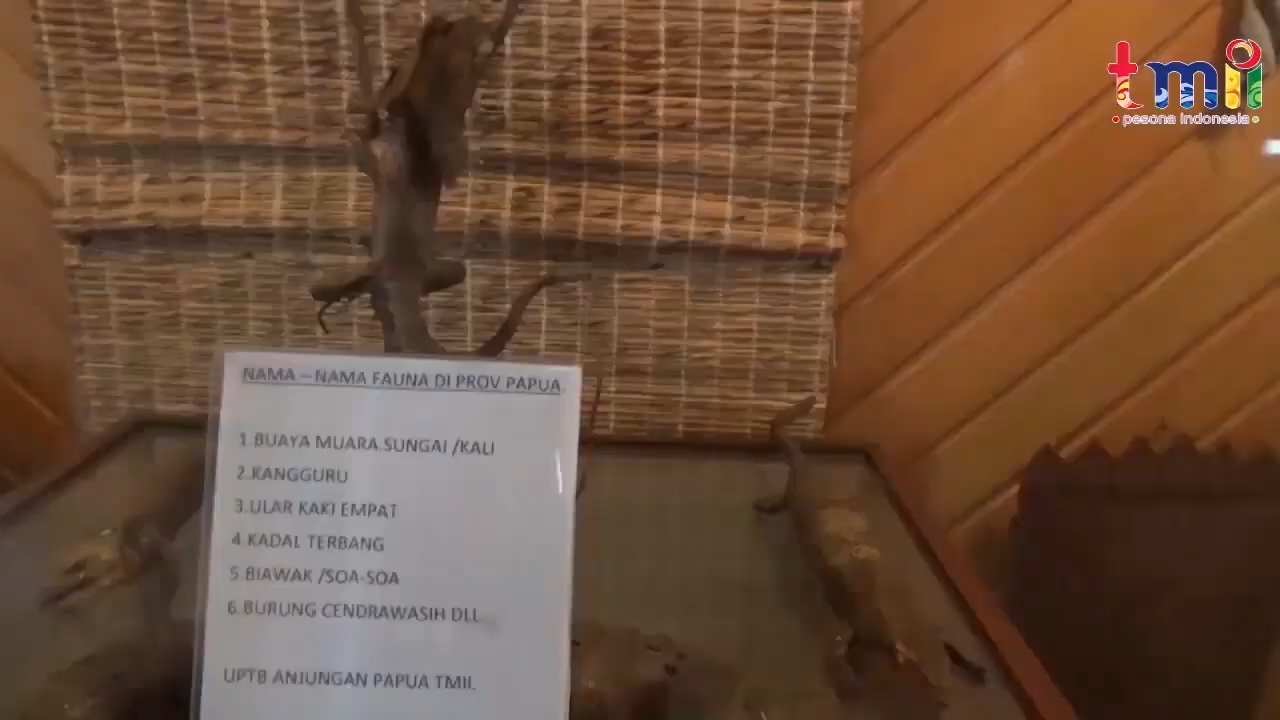 tmii
• pesona indonesia •
NAMA – NAMA FAUNA DI PROV PAPUA
1.BUAYA MUARA.SUNGAI /KALI
2.KANGGURU
3.ULAR KAKI EMPAT
4.KADAL TERBANG
5.BIAWAK /SOA-SOA
6.BURUNG CENDRAWASIH DLL
UPTB ANJUNGAN PAPUA TMII.